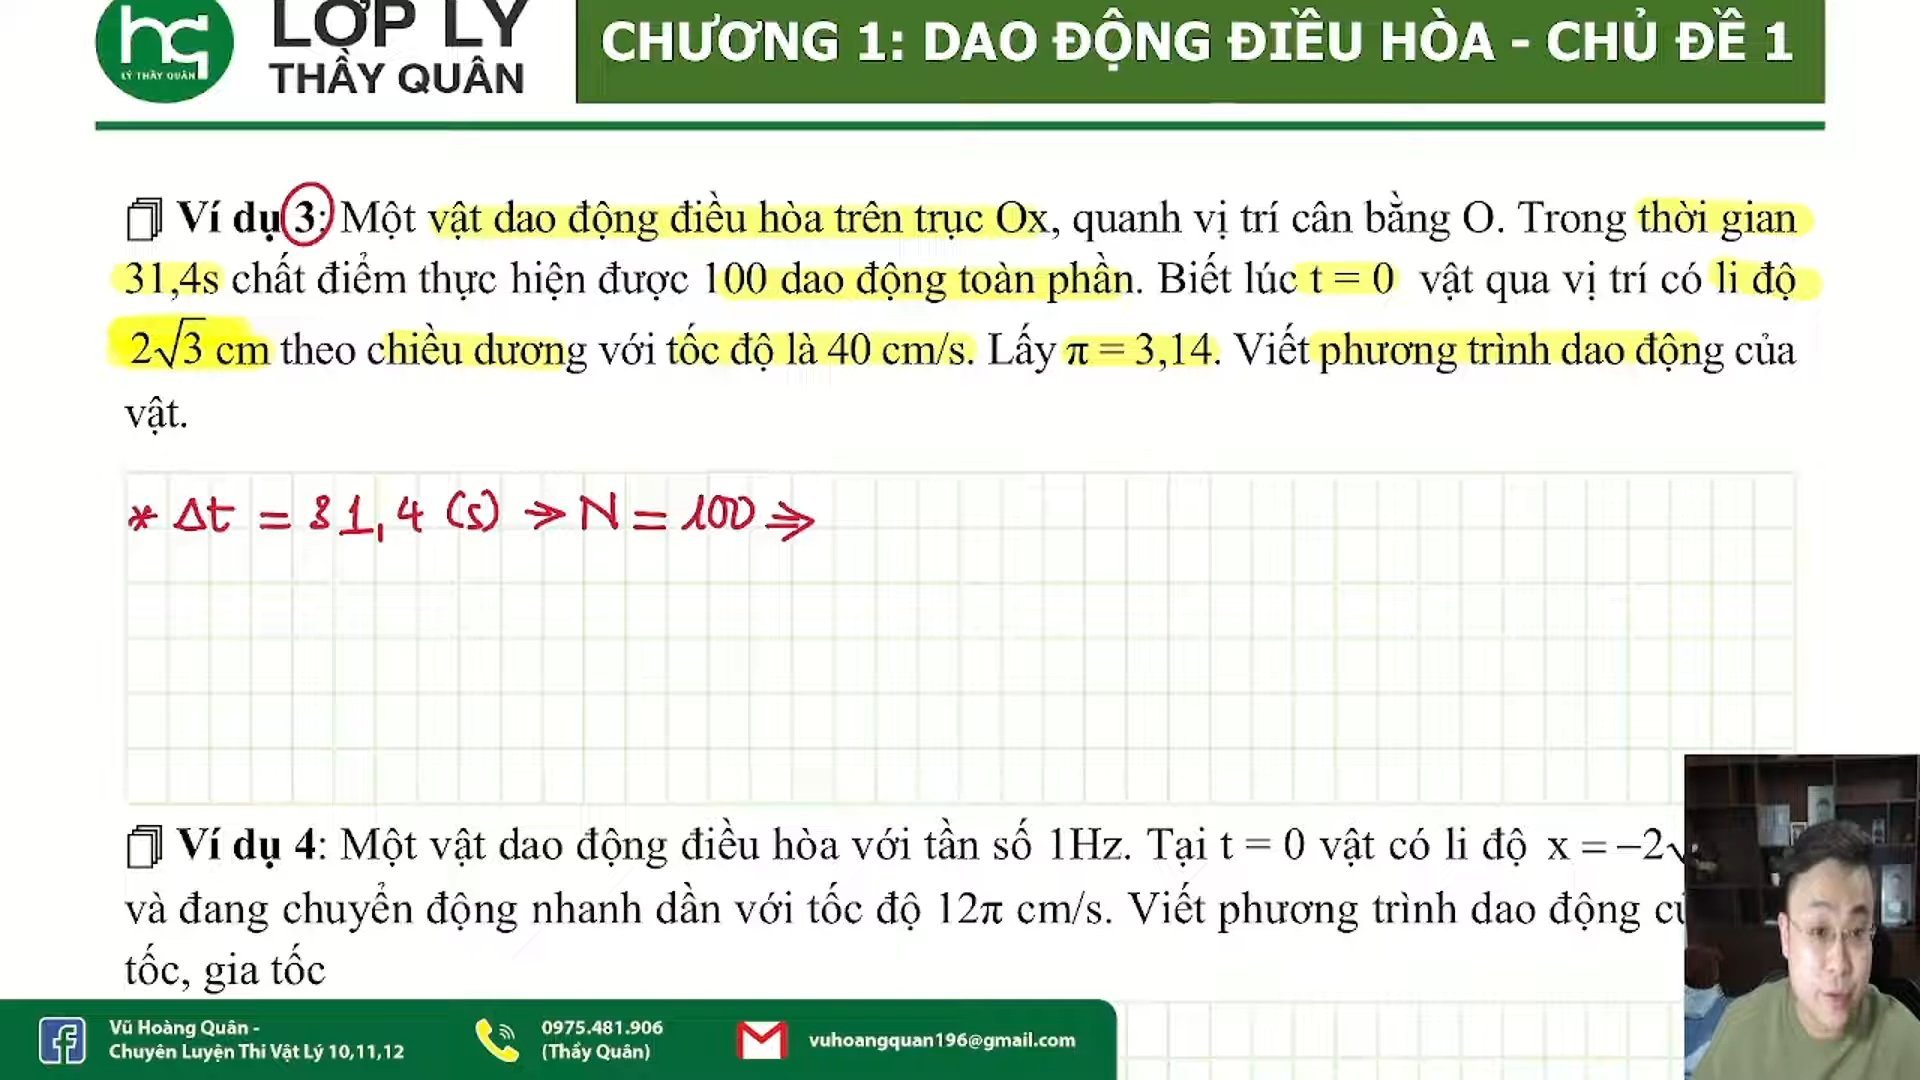 hq
LÝ THẦY QUÂN
LỚP LÝ
THẦY QUÂN
CHƯƠNG 1: DAO ĐỘNG ĐIỀU HÒA - CHỦ ĐỀ 1
Ví dụ 3: Một vật dao động điều hòa trên trục Ox, quanh vị trí cân bằng O. Trong thời gian
31,4s chất điểm thực hiện được 100 dao động toàn phần. Biết lúc t = 0 vật qua vị trí có li độ
2√3 cm theo chiều dương với tốc độ là 40 cm/s. Lấy π = 3,14. Viết phương trình dao động của
vật.
* Δt = 31,4 (s) → N = 100 ⇒
Ví dụ 4: Một vật dao động điều hòa với tần số 1Hz. Tại t = 0 vật có li độ x = −2√
và đang chuyển động nhanh dần với tốc độ 12π cm/s. Viết phương trình dao động
tốc, gia tốc
Vũ Hoàng Quân -
Chuyên Luyện Thi Vật Lý 10,11,12
0975.481.906
(Thầy Quân)
vuhoangquan196@gmail.com